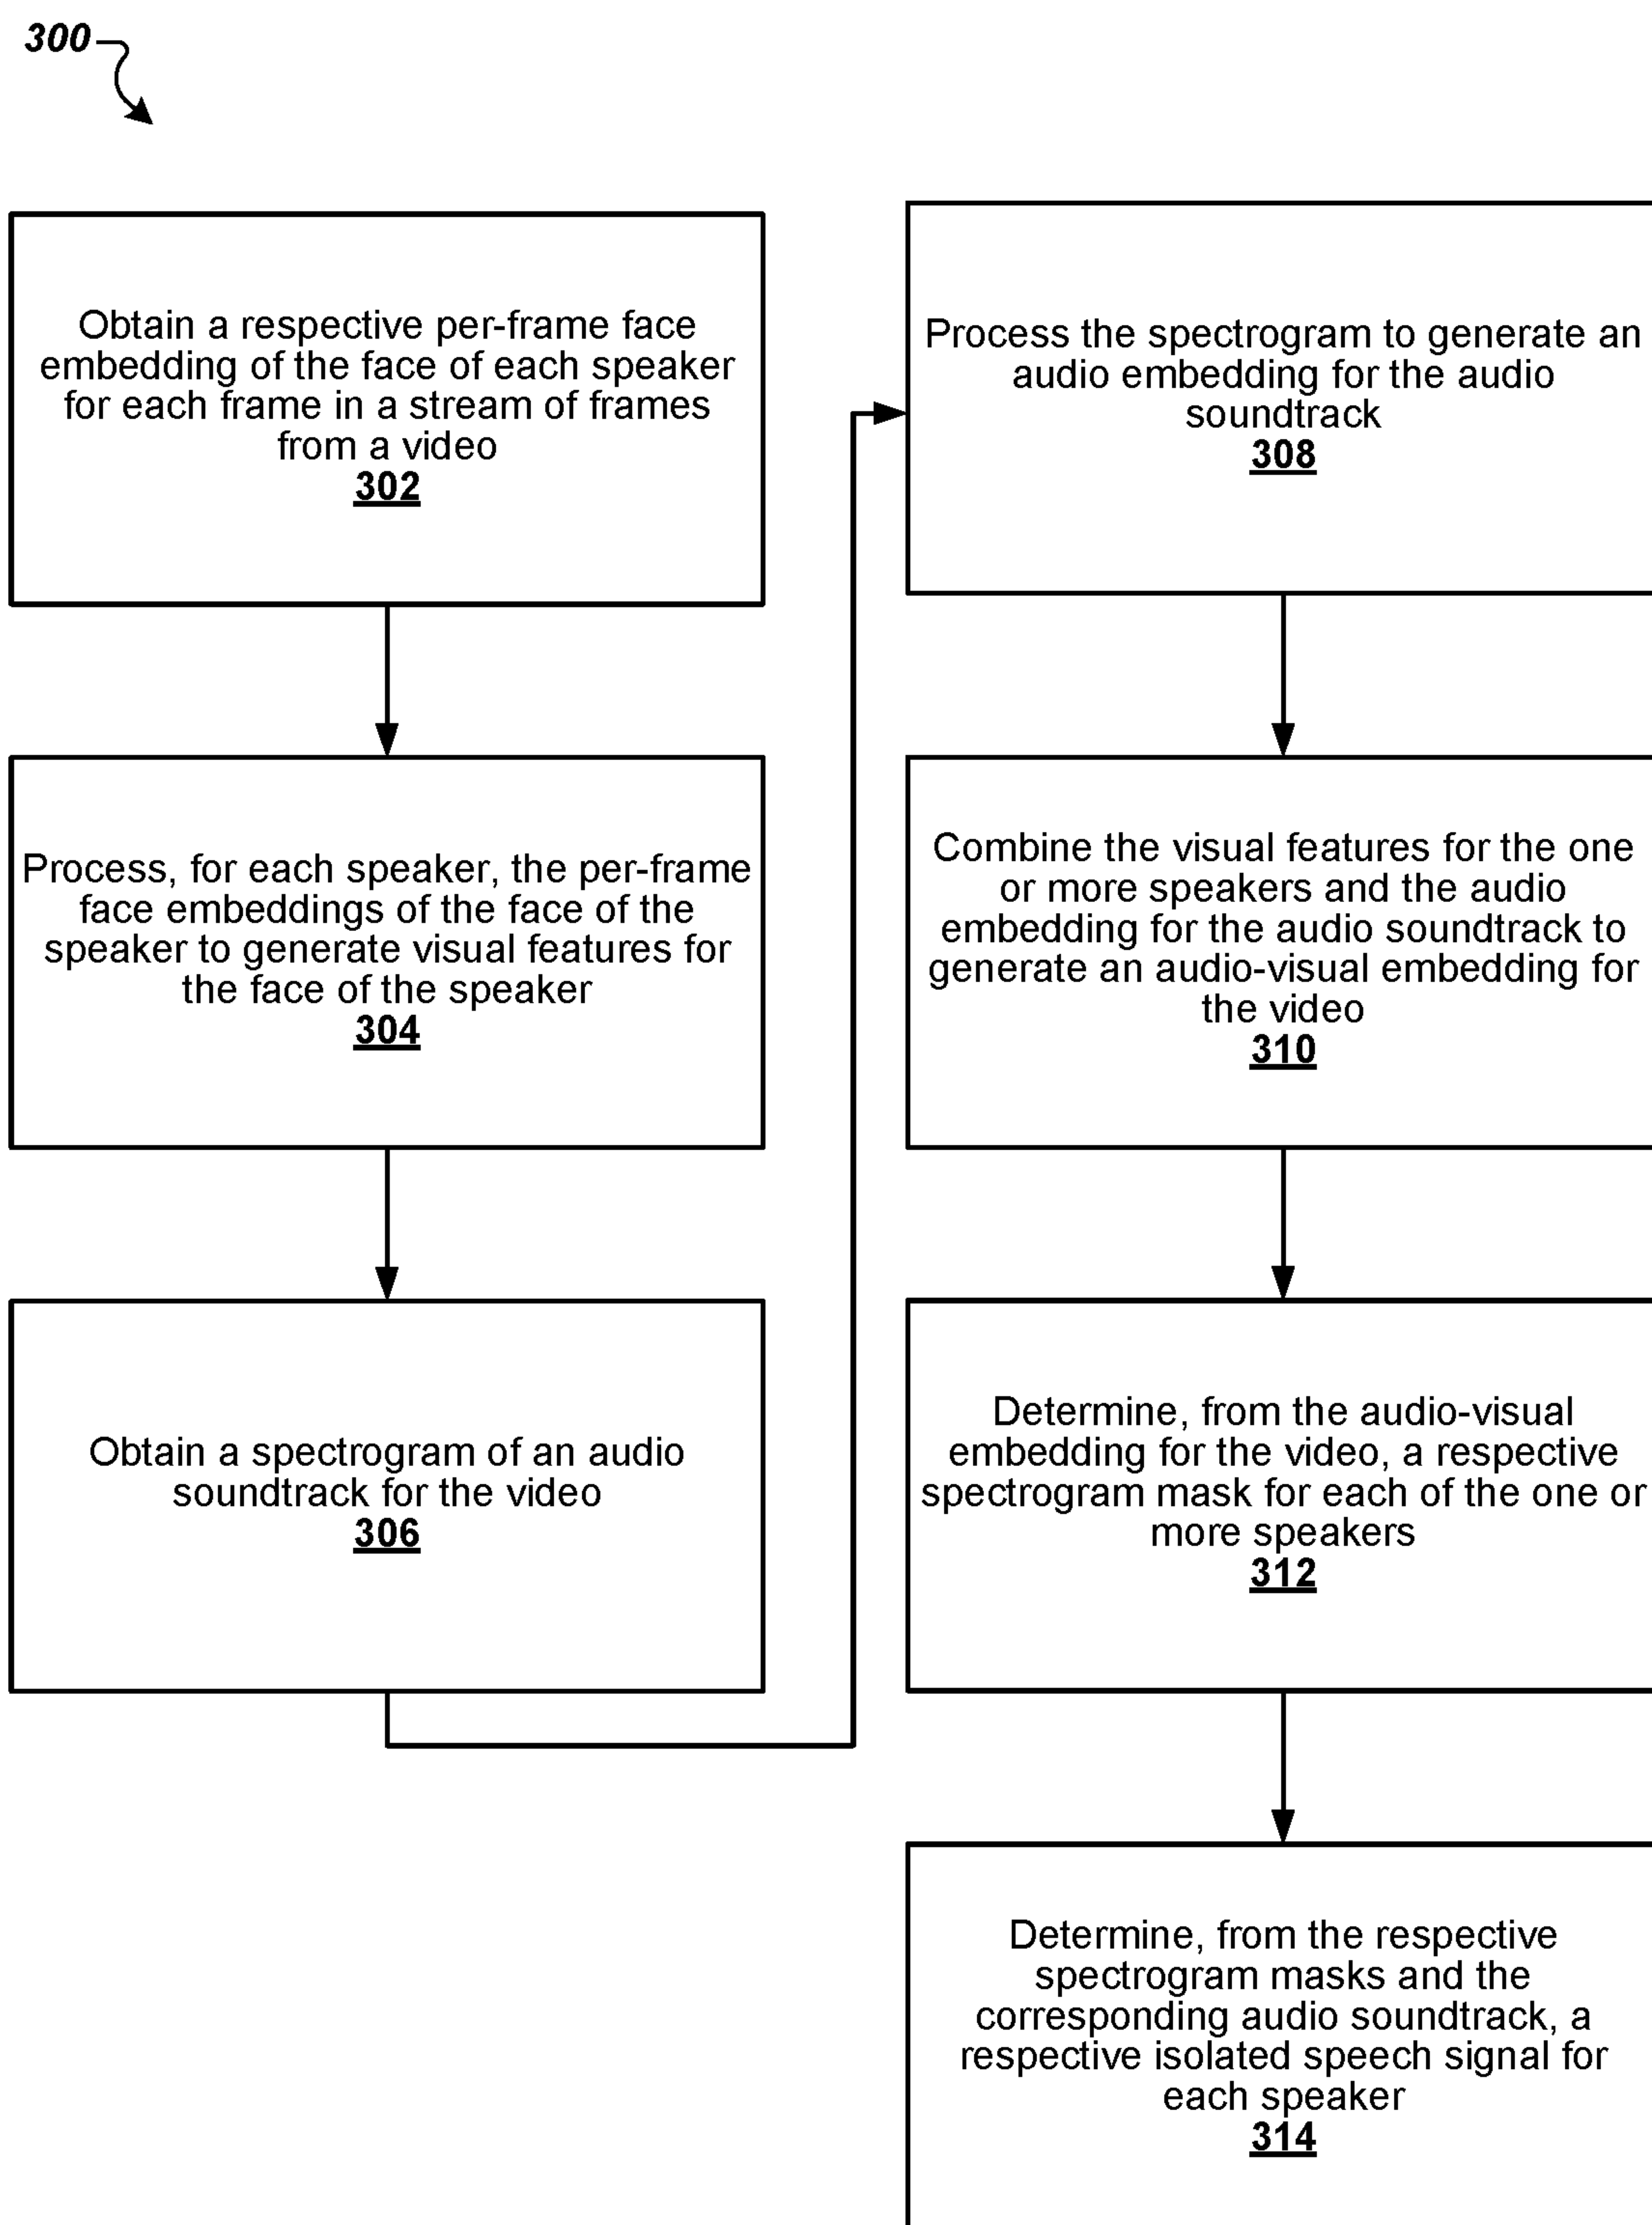 300
Obtain a respective per-frame face
embedding of the face of each speaker
for each frame in a stream of frames
from a video
302
Process, for each speaker, the per-frame
face embeddings of the face of the
speaker to generate visual features for
the face of the speaker
304
Obtain a spectrogram of an audio
soundtrack for the video
306
Process the spectrogram to generate an
audio embedding for the audio
soundtrack
308
Combine the visual features for the one
or more speakers and the audio
embedding for the audio soundtrack to
generate an audio-visual embedding for
the video
310
Determine, from the audio-visual
embedding for the video, a respective
spectrogram mask for each of the one or
more speakers
312
Determine, from the respective
spectrogram masks and the
corresponding audio soundtrack, a
respective isolated speech signal for
each speaker
314